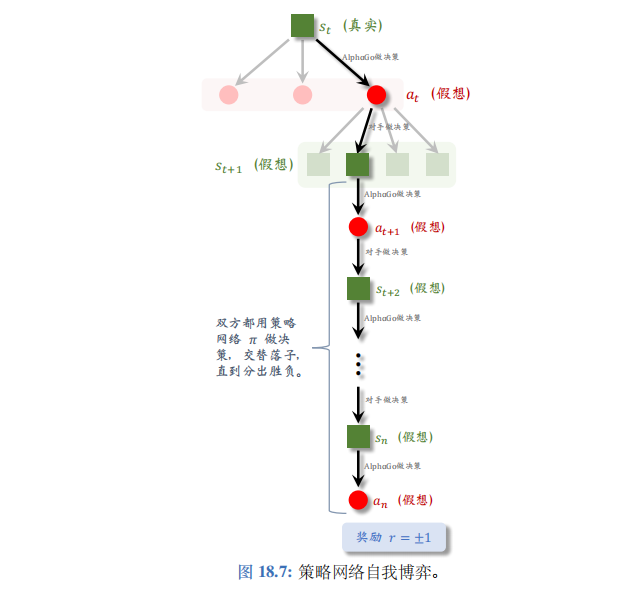 s_t (真实)
AlphaGo做决策
a_t (假想)
对手做决策
s_{t+1} (假想)
AlphaGo做决策
a_{t+1} (假想)
对手做决策
s_{t+2} (假想)
AlphaGo做决策
双方都用策略
网络 π 做决
策，交替落子，
直到分出胜负。
⋮
对手做决策
s_n (假想)
AlphaGo做决策
a_n (假想)
奖励 r = ±1
图 18.7: 策略网络自我博弈。